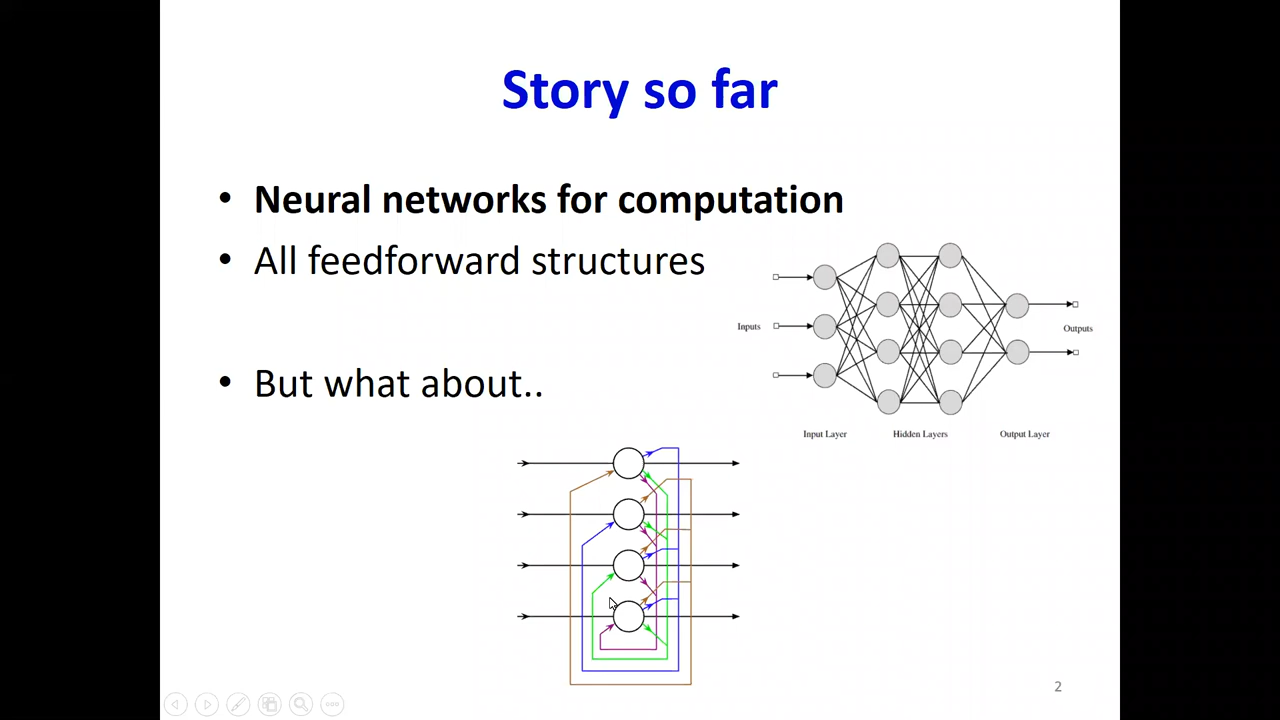 Story so far
• Neural networks for computation
• All feedforward structures
Inputs
Outputs
• But what about..
Input Layer
Hidden Layers
Output Layer
2